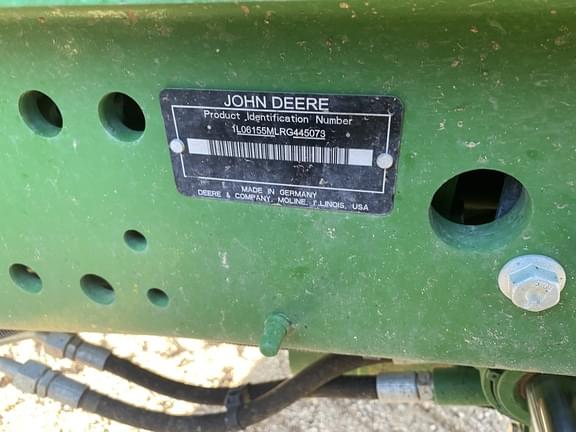 JOHN DEERE
Product Identification Number
1L06155MLRG445073
MADE IN GERMANY
DEERE & COMPANY, MOLINE, ILLINOIS, USA